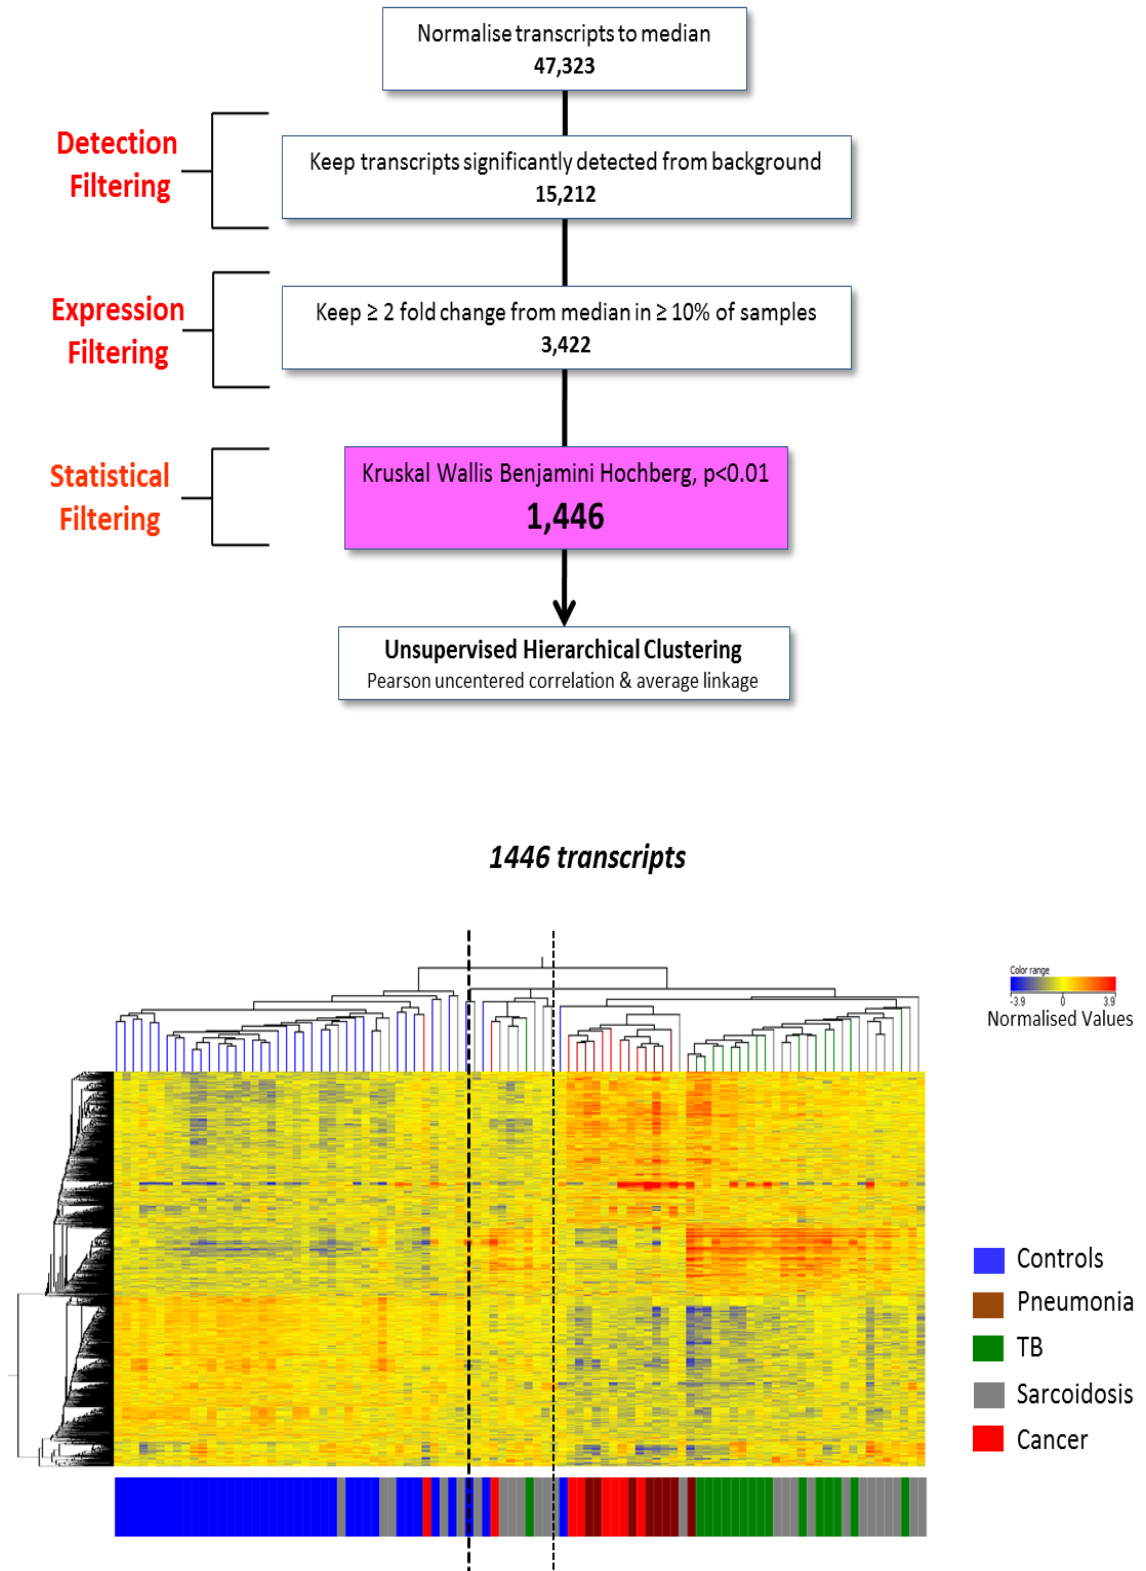 Normalise transcripts to median
47,323
Detection
Filtering
Keep transcripts significantly detected from background
15,212
Expression
Filtering
Keep ≥ 2 fold change from median in ≥ 10% of samples
3,422
Statistical
Filtering
Kruskal Wallis Benjamini Hochberg, p<0.01
1,446
Unsupervised Hierarchical Clustering
Pearson uncentered correlation & average linkage
1446 transcripts
Color range
-3.9 0 3.9
Normalised Values
Controls
Pneumonia
TB
Sarcoidosis
Cancer